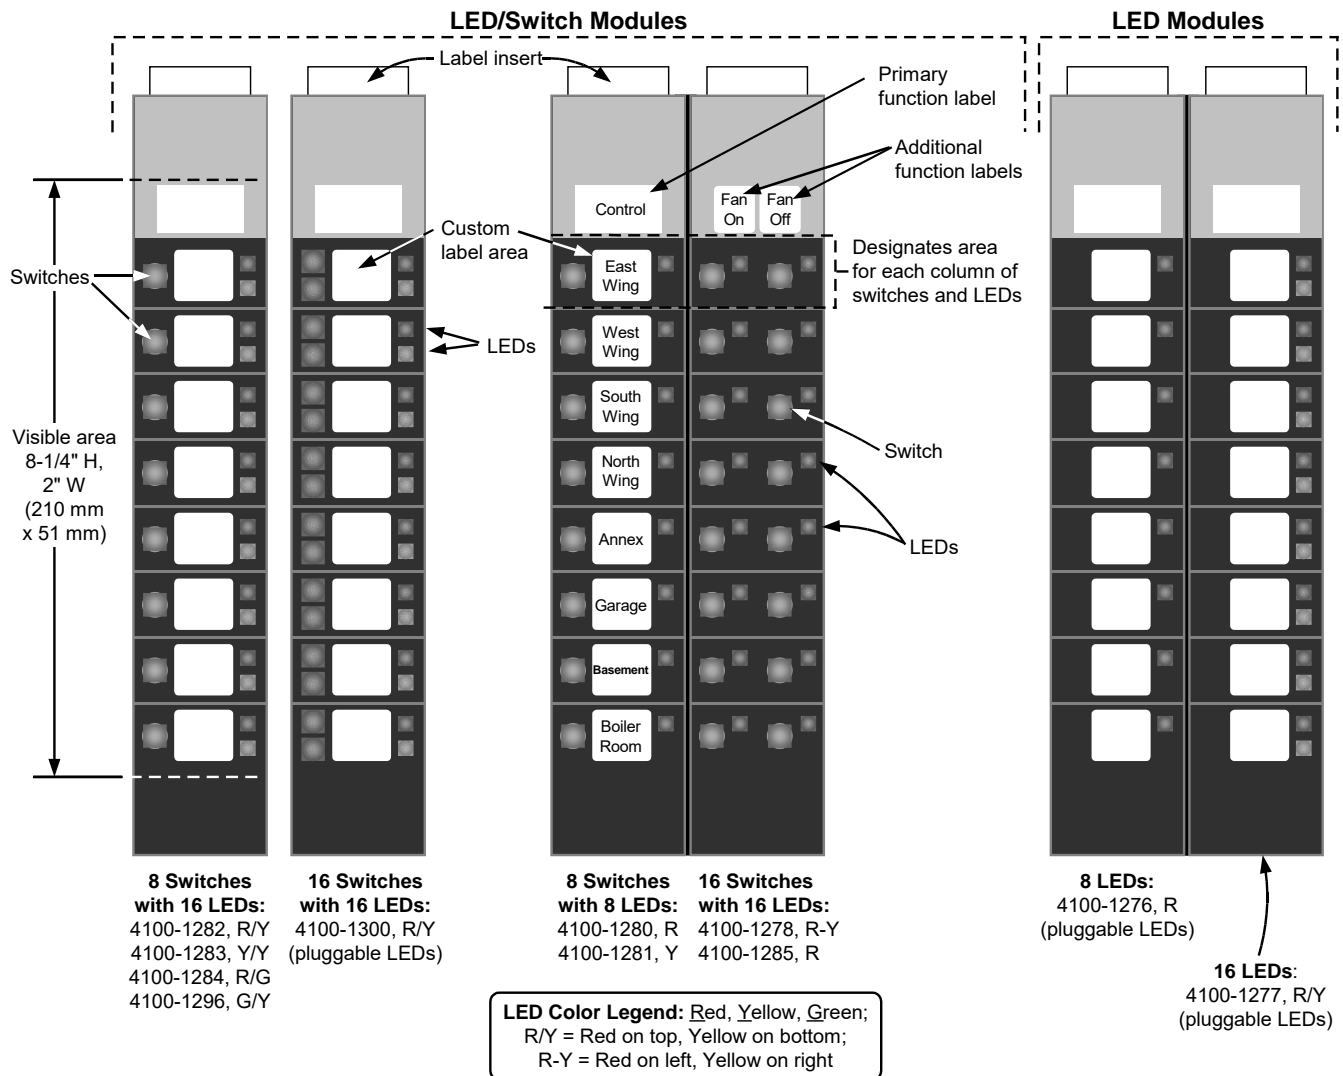 LED/Switch Modules
LED Modules
Label insert
Primary
function label
Additional
function labels
Control
Fan
On
Fan
Off
Custom
label area
Designates area
for each column of
switches and LEDs
Switches
East
Wing
West
Wing
LEDs
South
Wing
Switch
Visible area
8-1/4" H,
2" W
(210 mm
x 51 mm)
North
Wing
LEDs
Annex
Garage
Basement
Boiler
Room
8 Switches
with 16 LEDs:
4100-1282, R/Y
4100-1283, Y/Y
4100-1284, R/G
4100-1296, G/Y
16 Switches
with 16 LEDs:
4100-1300, R/Y
(pluggable LEDs)
8 Switches
with 8 LEDs:
4100-1280, R
4100-1281, Y
16 Switches
with 16 LEDs:
4100-1278, R-Y
4100-1285, R
8 LEDs:
4100-1276, R
(pluggable LEDs)
16 LEDs:
4100-1277, R/Y
(pluggable LEDs)
LED Color Legend: Red, Yellow, Green;
R/Y = Red on top, Yellow on bottom;
R-Y = Red on left, Yellow on right